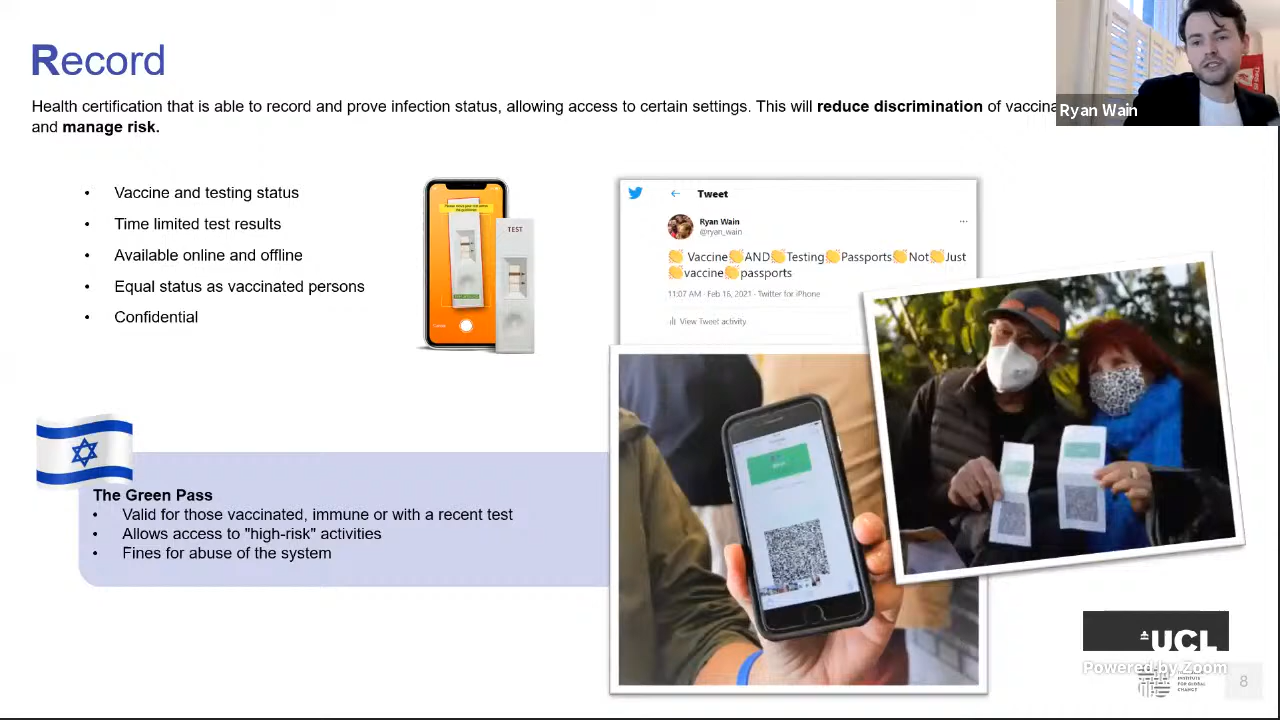 Record
Health certification that is able to record and prove infection status, allowing access to certain settings. This will reduce discrimination of
and manage risk.
Ryan Wain
• Vaccine and testing status
• Time limited test results
• Available online and offline
• Equal status as vaccinated persons
• Confidential
TEST
Tweet
Ryan Wain
@ryan_wain
👏 Vaccine👏AND👏Testing👏Passports👏Not👏Just
👏vaccine👏passports
11:07 AM · Feb 16, 2021 · Twitter for iPhone
View Tweet activity
The Green Pass
• Valid for those vaccinated, immune or with a recent test
• Allows access to "high-risk" activities
• Fines for abuse of the system
UCL
Powered by Zoom
INSTITUTE
FOR GLOBAL
CHANGE
8